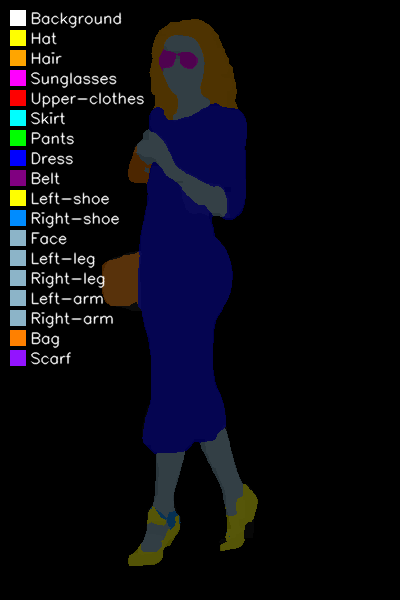 Background
Hat
Hair
Sunglasses
Upper-clothes
Skirt
Pants
Dress
Belt
Left-shoe
Right-shoe
Face
Left-leg
Right-leg
Left-arm
Right-arm
Bag
Scarf